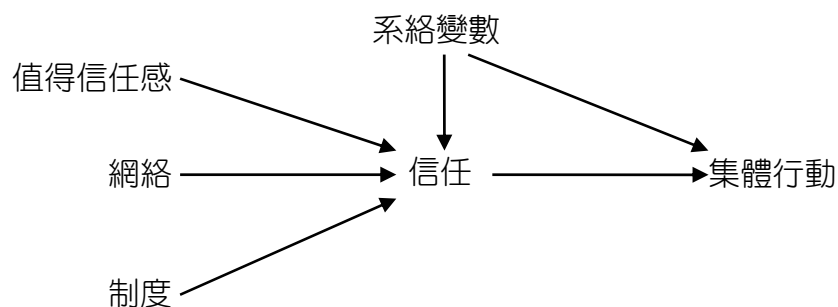 系絡變數
值得信任感
網絡
信任
集體行動
制度